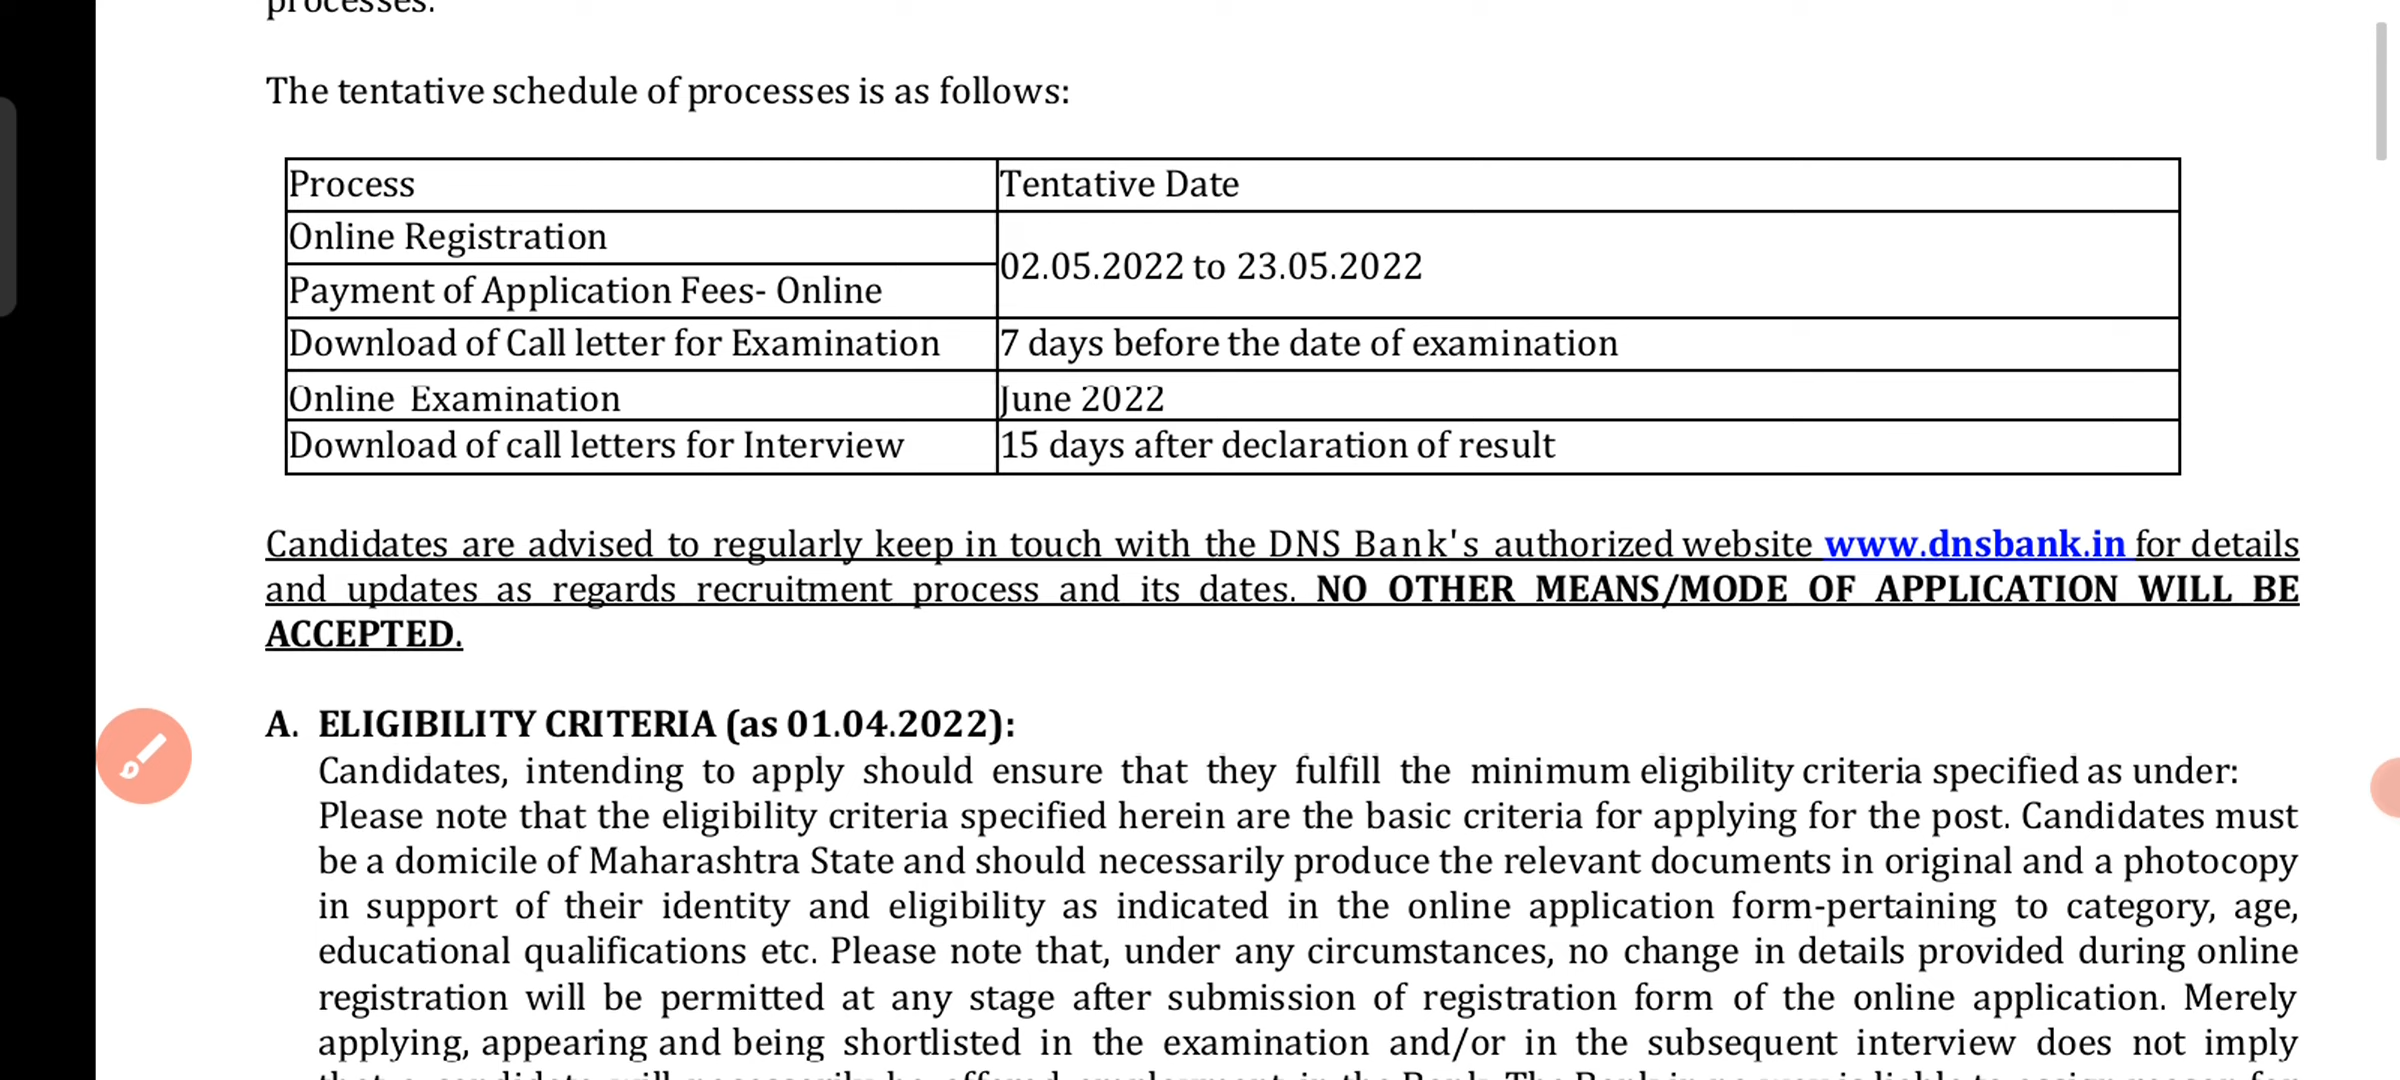 processes.
The tentative schedule of processes is as follows:
Process Tentative Date
Online Registration
02.05.2022 to 23.05.2022
Payment of Application Fees- Online
Download of Call letter for Examination 7 days before the date of examination
Online Examination June 2022
Download of call letters for Interview 15 days after declaration of result
Candidates are advised to regularly keep in touch with the DNS Bank's authorized website www.dnsbank.in for details
and updates as regards recruitment process and its dates. NO OTHER MEANS/MODE OF APPLICATION WILL BE
ACCEPTED.
A. ELIGIBILITY CRITERIA (as 01.04.2022):
Candidates, intending to apply should ensure that they fulfill the minimum eligibility criteria specified as under:
Please note that the eligibility criteria specified herein are the basic criteria for applying for the post. Candidates must
be a domicile of Maharashtra State and should necessarily produce the relevant documents in original and a photocopy
in support of their identity and eligibility as indicated in the online application form-pertaining to category, age,
educational qualifications etc. Please note that, under any circumstances, no change in details provided during online
registration will be permitted at any stage after submission of registration form of the online application. Merely
applying, appearing and being shortlisted in the examination and/or in the subsequent interview does not imply